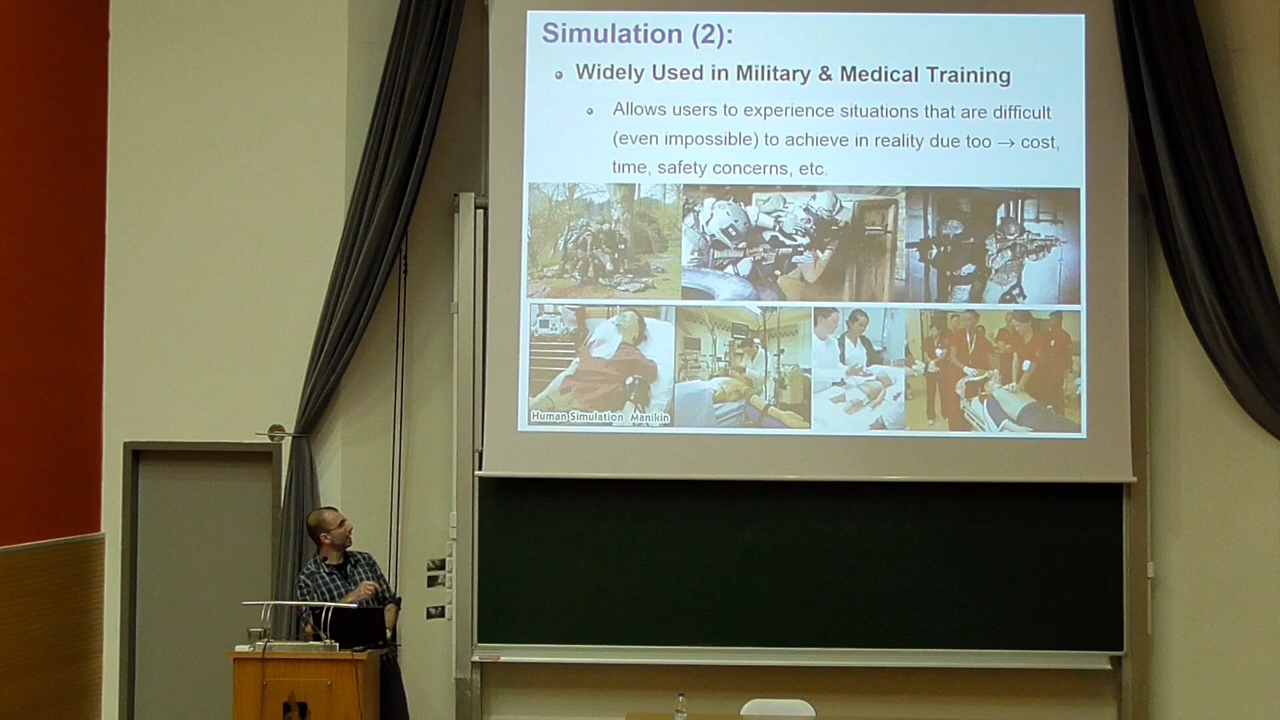 Simulation (2):
Widely Used in Military & Medical Training
Allows users to experience situations that are difficult
(even impossible) to achieve in reality due too → cost,
time, safety concerns, etc.
Human Simulation Manikin